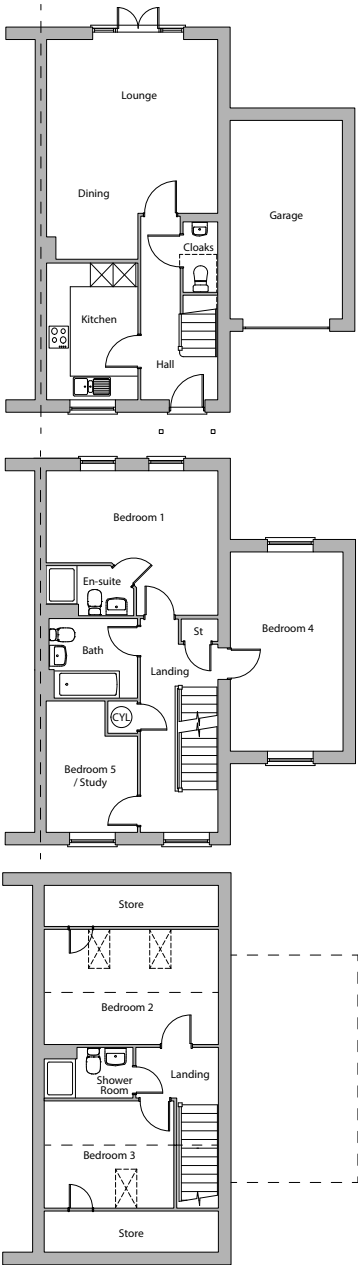 Lounge
Dining
Garage
Cloaks
Kitchen
Hall
Bedroom 1
En-suite
St
Bedroom 4
Bath
Landing
CYL
Bedroom 5
/ Study
Store
Bedroom 2
Landing
Shower
Room
Bedroom 3
Store